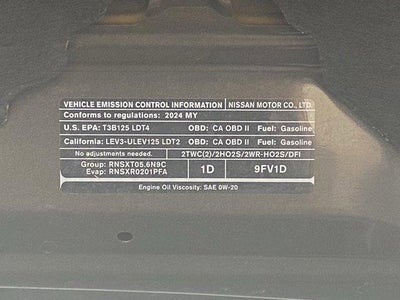 VEHICLE EMISSION CONTROL INFORMATION NISSAN MOTOR CO., LTD.
Conforms to regulations: 2024 MY
U.S. EPA: T3B125 LDT4 OBD: CA OBD II Fuel: Gasoline
California: LEV3-ULEV125 LDT2 OBD: CA OBD II Fuel: Gasoline
No adjustments needed. 2TWC(2)/2HO2S/2WR-HO2S/DFI
Group: RNSXT05.6N9C
Evap: RNSXR0201PFA 1D 9FV1D
Engine Oil Viscosity: SAE 0W-20